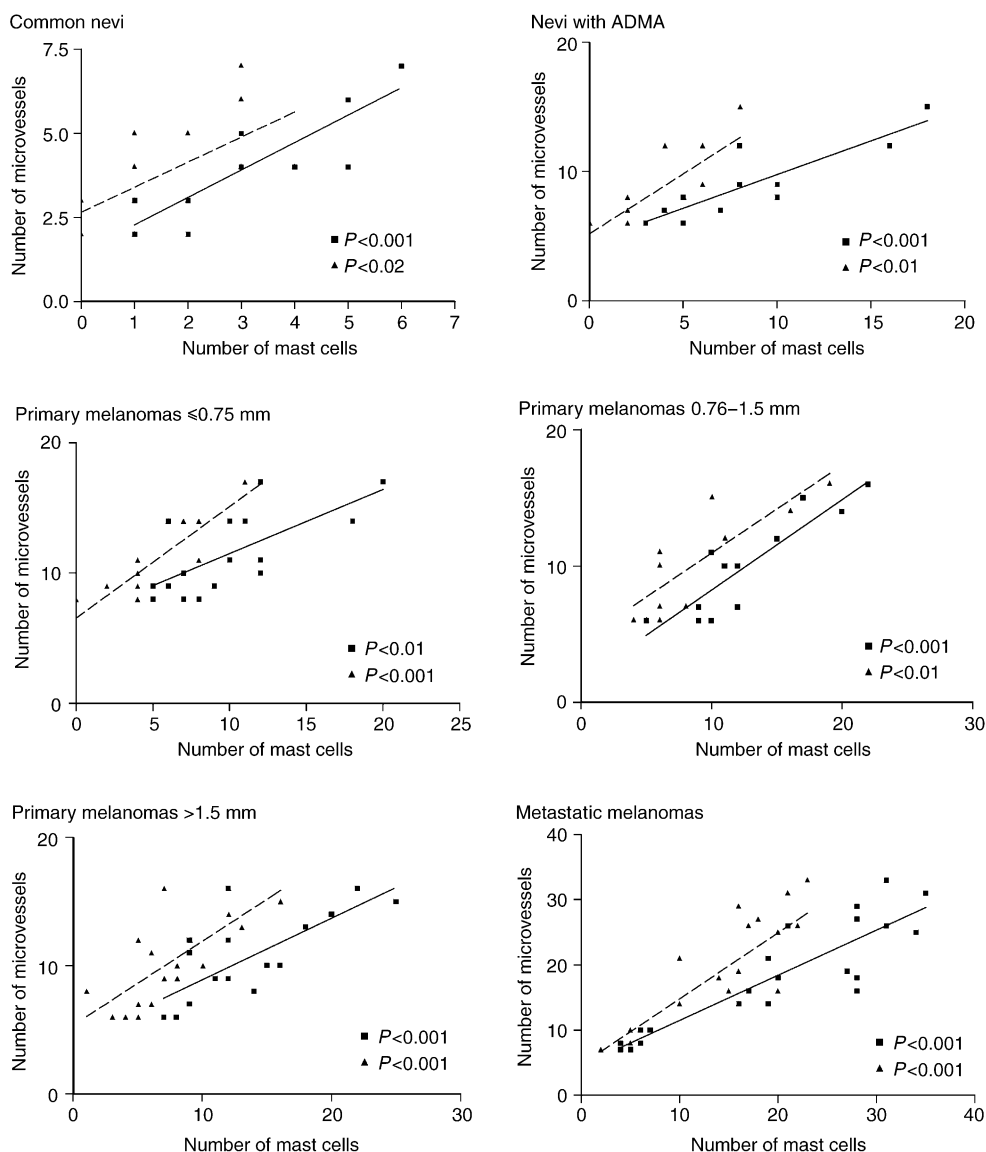 Common nevi
7.5
5.0
2.5
0.0
Number of microvessels
0 1 2 3 4 5 6 7
Number of mast cells
■ P<0.001
▲ P<0.02
Nevi with ADMA
20
10
0
Number of microvessels
0 5 10 15 20
Number of mast cells
■ P<0.001
▲ P<0.01
Primary melanomas ⩽0.75 mm
20
10
0
Number of microvessels
0 5 10 15 20 25
Number of mast cells
■ P<0.01
▲ P<0.001
Primary melanomas 0.76–1.5 mm
20
10
0
Number of microvessels
0 10 20 30
Number of mast cells
■ P<0.001
▲ P<0.01
Primary melanomas >1.5 mm
20
10
0
Number of microvessels
0 10 20 30
Number of mast cells
■ P<0.001
▲ P<0.001
Metastatic melanomas
40
30
20
10
0
Number of microvessels
0 10 20 30 40
Number of mast cells
■ P<0.001
▲ P<0.001